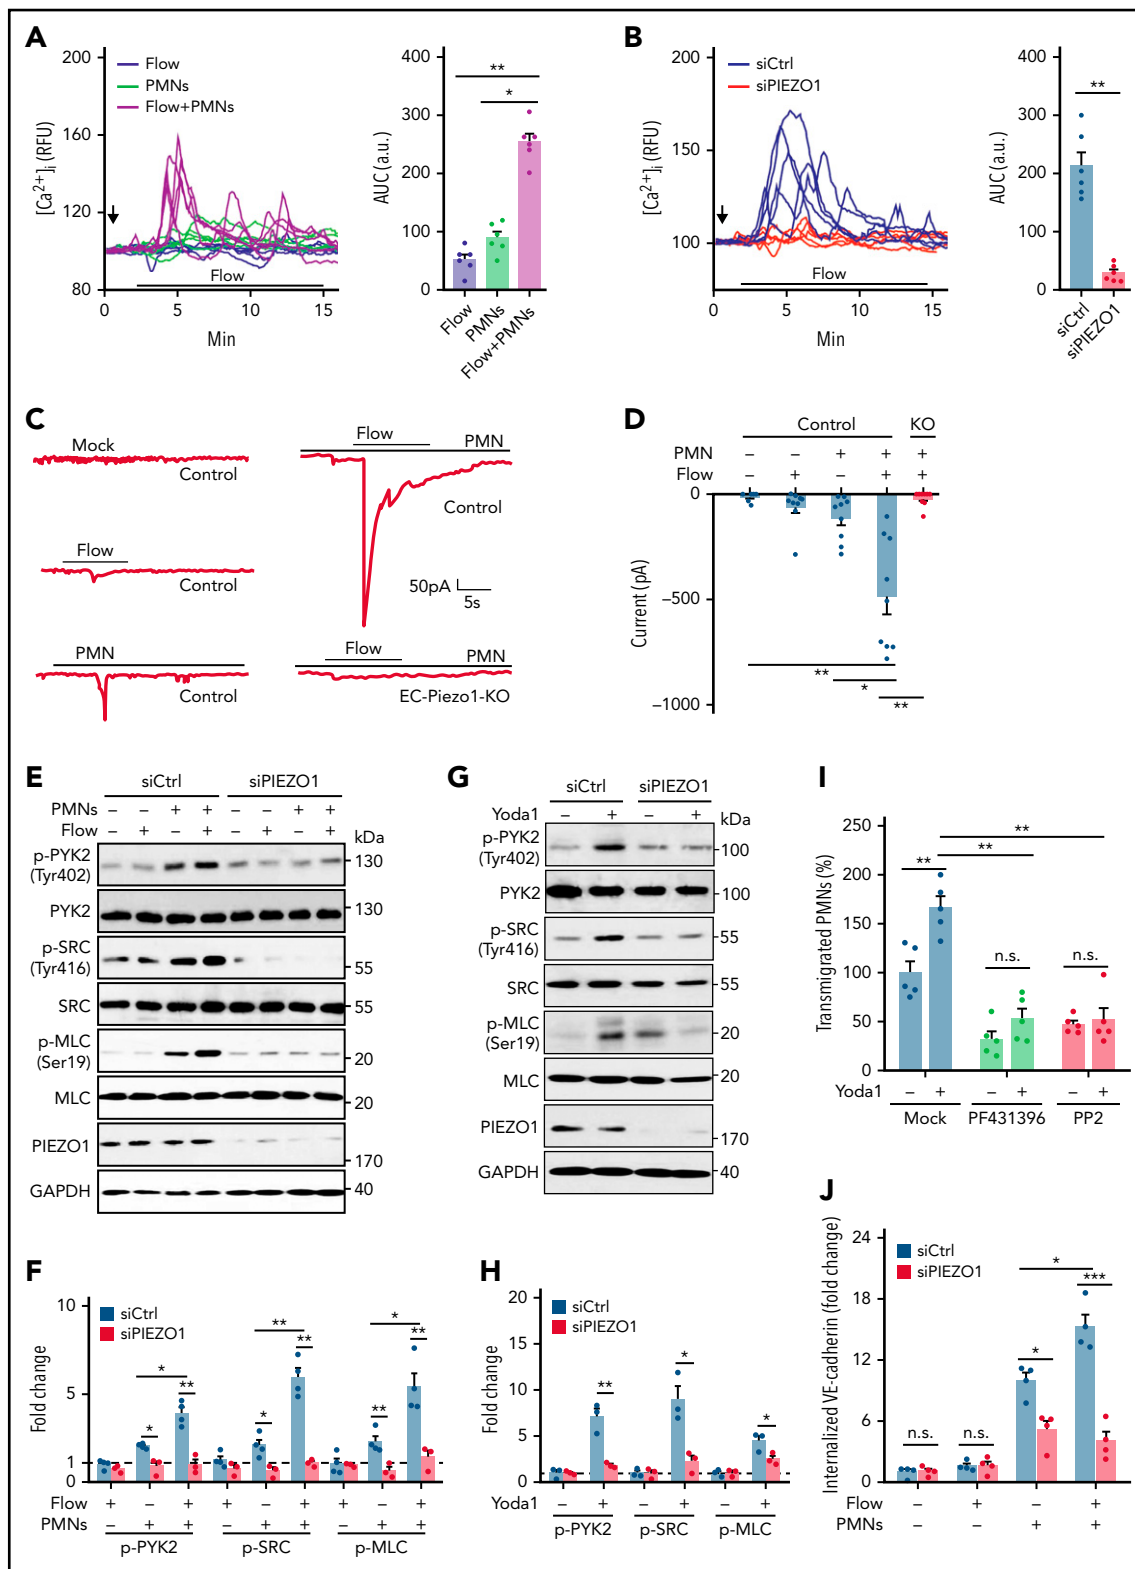 A
200
160
120
80
[Ca2+]i (RFU)
Flow
PMNs
Flow+PMNs
Flow
0 5 10 15
Min
400
300
200
100
0
AUC (a.u.)
**
*
Flow
PMNs
Flow+PMNs
B
200
150
100
50
[Ca2+]i (RFU)
siCtrl
siPIEZO1
Flow
0 5 10 15
Min
400
300
200
100
0
AUC (a.u.)
**
siCtrl
siPIEZO1
C
Mock
Control
Flow
Control
PMN
Control
Flow
PMN
Control
50pA
5s
Flow
PMN
EC-Piezo1-KO
D
Control KO
PMN – – + + +
Flow – + – + +
0
–500
–1000
Current (pA)
**
*
**
E
siCtrl siPIEZO1
PMNs – – + + – – + +
Flow – + – + – + – +
kDa
p-PYK2
(Tyr402)
130
PYK2
130
p-SRC
(Tyr416)
55
SRC
55
p-MLC
(Ser19)
20
MLC
20
PIEZO1
170
GAPDH
40
F
10
5
1
0
Fold change
siCtrl
siPIEZO1
* * **
** * **
* ** **
Flow + – + + – + + – +
PMNs – + + – + + – + +
p-PYK2 p-SRC p-MLC
G
siCtrl siPIEZO1
Yoda1 – + – +
kDa
p-PYK2
(Tyr402)
100
PYK2
100
p-SRC
(Tyr416)
55
SRC
55
p-MLC
(Ser19)
20
MLC
20
PIEZO1
170
GAPDH
40
H
20
15
10
5
1
0
Fold change
siCtrl
siPIEZO1
** * *
Yoda1 – + – + – +
p-PYK2 p-SRC p-MLC
I
250
200
150
100
50
0
Transmigrated PMNs (%)
**
**
**
n.s. n.s.
Yoda1 – + – + – +
Mock PF431396 PP2
J
24
18
12
6
0
Internalized VE-cadherin (fold change)
siCtrl
siPIEZO1
n.s. n.s. * * ***
Flow – + – +
PMNs – – + +